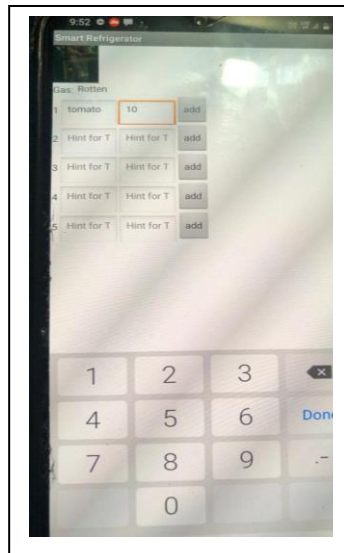 9:52
Smart Refrigerator
Gas: Rotten
1 tomato 10 add
2 Hint for T Hint for T add
3 Hint for T Hint for T add
4 Hint for T Hint for T add
5 Hint for T Hint for T add
1 2 3
4 5 6 Done
7 8 9 .-
0